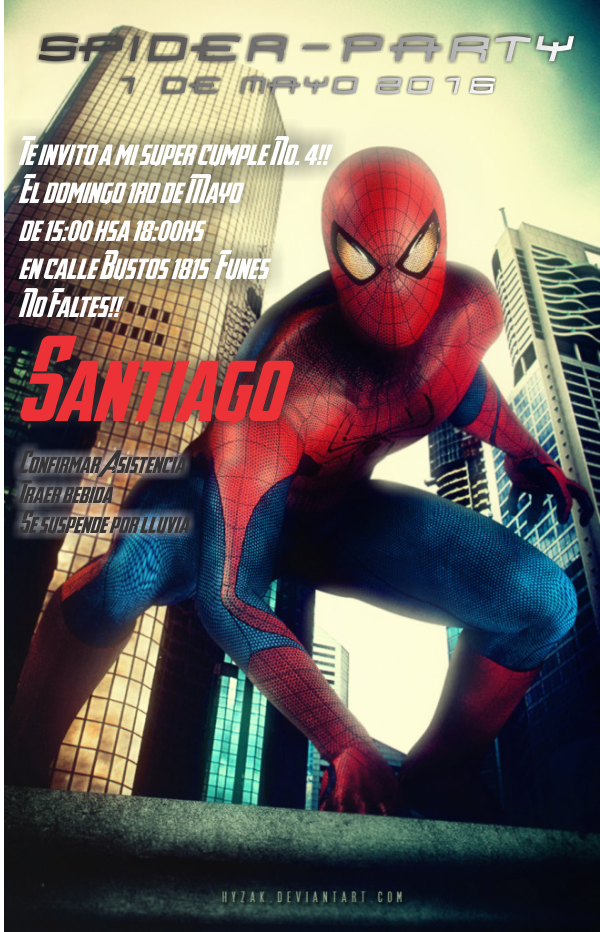 SPIDER-PARTY
1 DE MAYO 2016
Te invito a mi super cumple No. 4!!
El domingo 1ro de Mayo
de 15:00 hsa 18:00hs
en calle Bustos 1815 Funes
No Faltes!!
Santiago
Confirmar Asistencia
Traer bebida
Se suspende por lluvia
HYZAK.DEVIANTART.COM